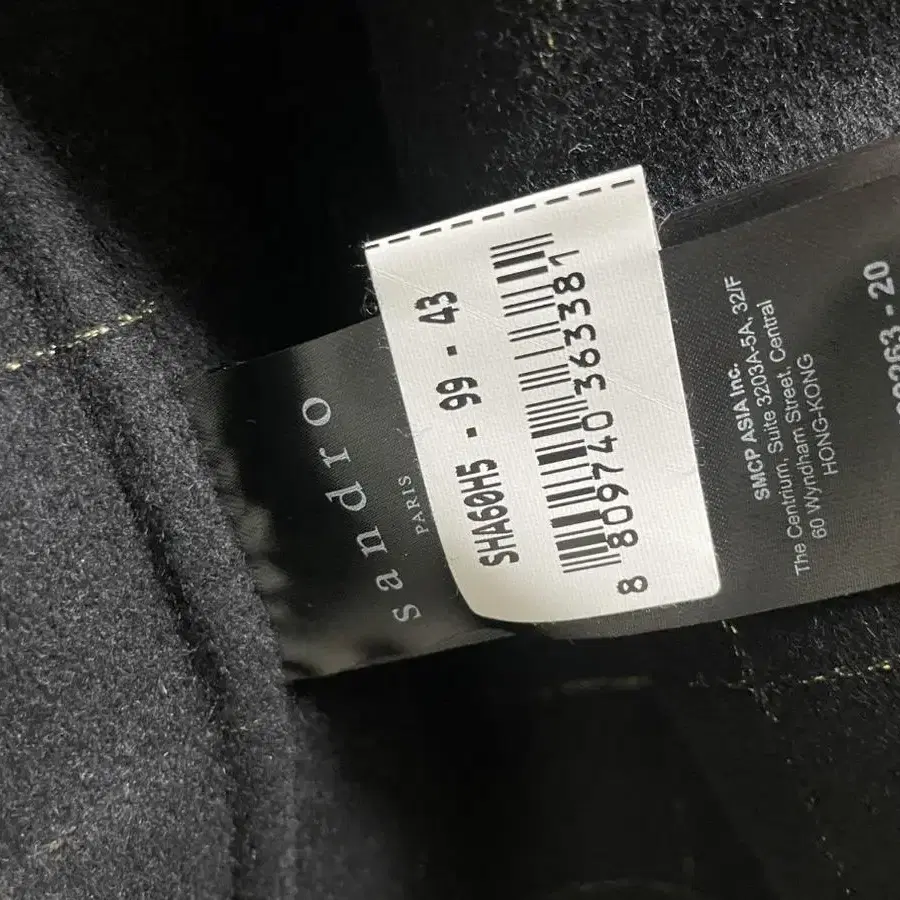 sandro
PARIS
SHA60H5 - 99 - 43
8 809740 363381
SMCP ASIA Inc.
The Centrium, Suite 3203A-5A, 32/F
60 Wyndham Street, Central
HONG-KONG